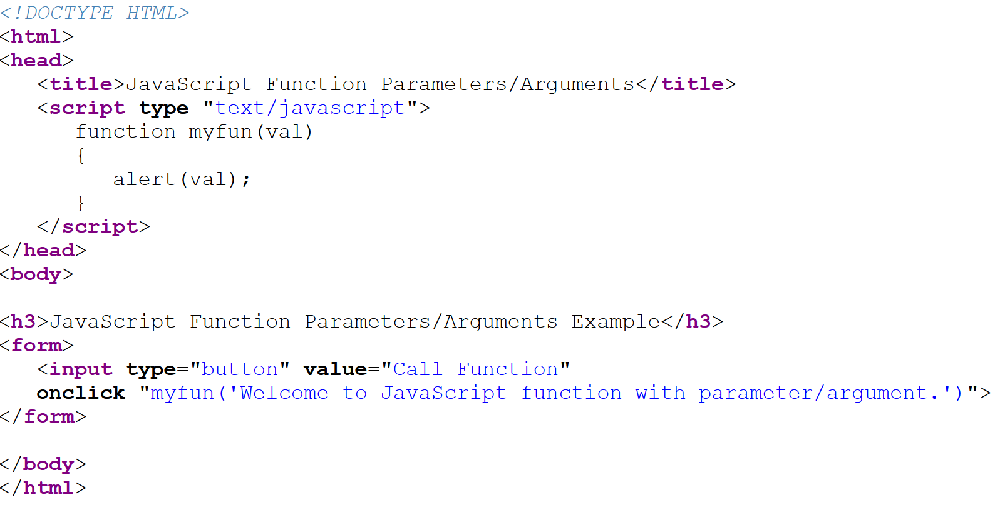 <!DOCTYPE HTML>
<html>
<head>
   <title>JavaScript Function Parameters/Arguments</title>
   <script type="text/javascript">
      function myfun(val)
      {
         alert(val);
      }
   </script>
</head>
<body>

<h3>JavaScript Function Parameters/Arguments Example</h3>
<form>
   <input type="button" value="Call Function"
   onclick="myfun('Welcome to JavaScript function with parameter/argument.')">
</form>

</body>
</html>